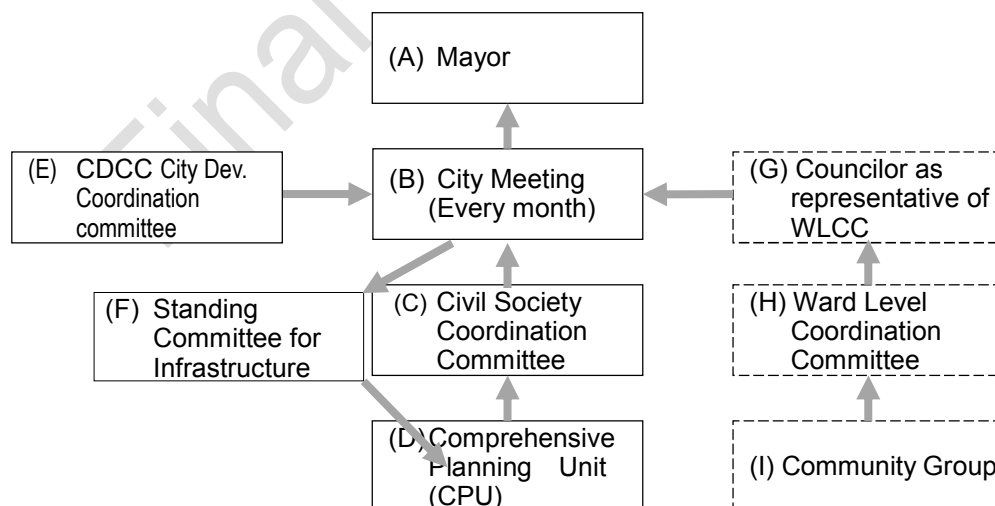 Final
(A) Mayor
(E) CDCC City Dev.
Coordination
committee
(B) City Meeting
(Every month)
(G) Councilor as
representative of
WLCC
(F) Standing
Committee for
Infrastructure
(C) Civil Society
Coordination
Committee
(H) Ward Level
Coordination
Committee
(D) Comprehensive
Planning Unit
(CPU)
(I) Community Group